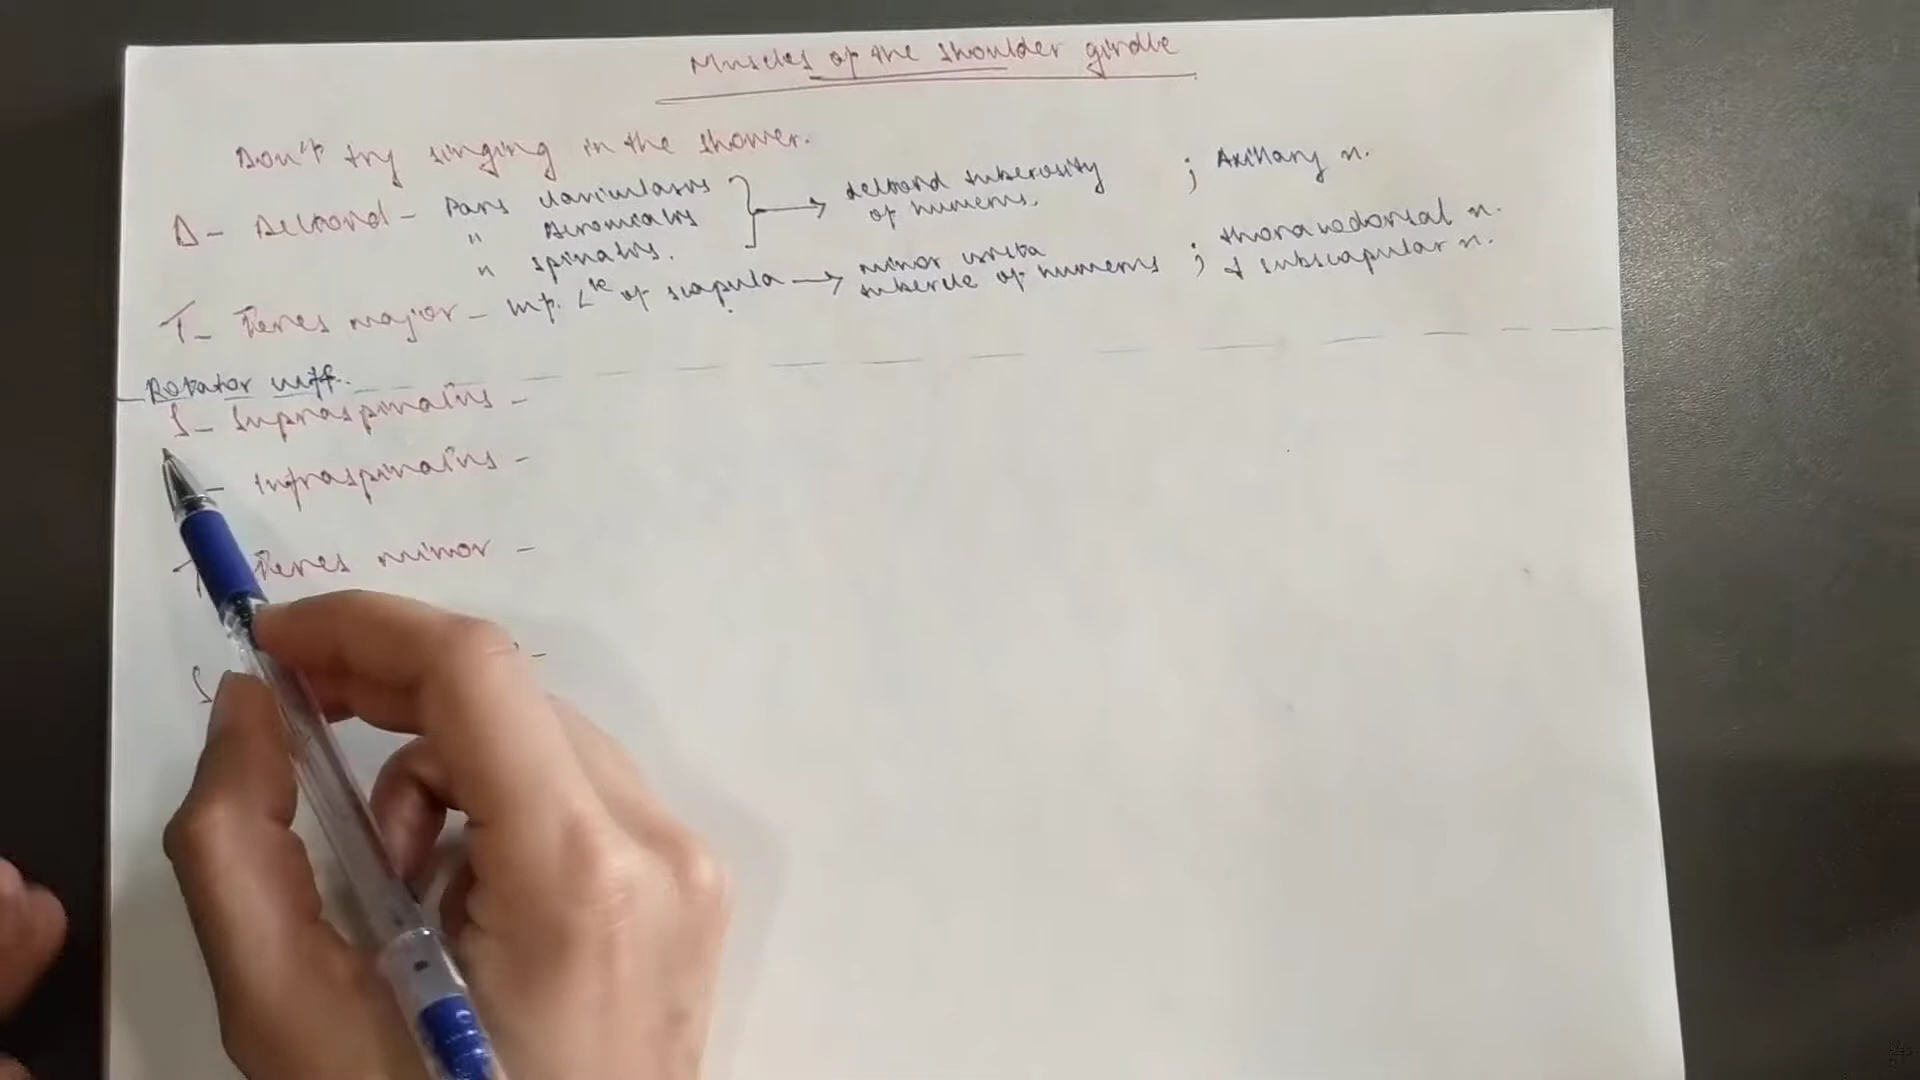 Muscles of the shoulder girdle
Don't try singing in the shower.
D - Deltoid - Pars clavicularis
" Acromialis
" spinalis.
deltoid tuberosity
of humerus.
; Axillary n.
T - Teres major - inf. of scapula → minor crista
tubercle of humerus
; thoracodorsal n.
& subscapular n.
Rotator cuff.
S - Supraspinatus -
- Infraspinatus -
T Teres minor -
S